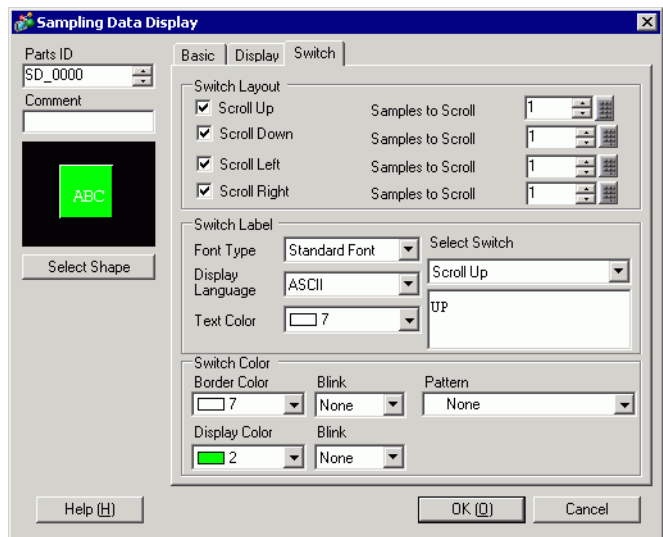 Sampling Data Display
Parts ID
SD_0000
Comment
ABC
Select Shape
Basic Display Switch
Switch Layout
Scroll Up Samples to Scroll 1
Scroll Down Samples to Scroll 1
Scroll Left Samples to Scroll 1
Scroll Right Samples to Scroll 1
Switch Label
Font Type Standard Font
Display Language ASCII
Text Color 7
Select Switch
Scroll Up
UP
Switch Color
Border Color Blink Pattern
7 None None
Display Color Blink
2 None
Help (H) OK (O) Cancel